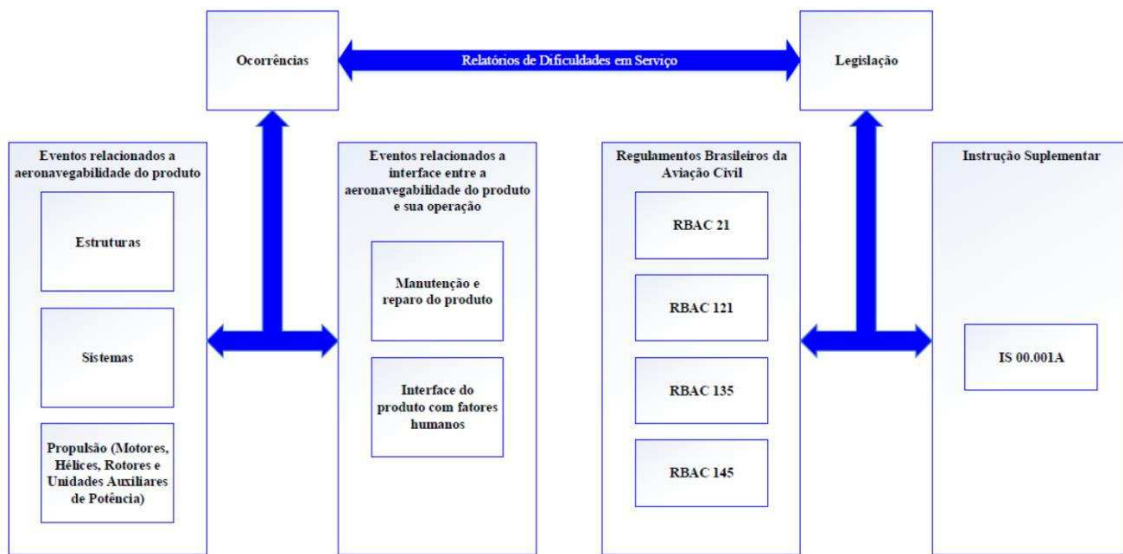 Ocorrências
Relatórios de Dificuldades em Serviço
Legislação
Eventos relacionados a
aeronavegabilidade do produto
Estruturas
Sistemas
Propulsão (Motores,
Hélices, Rotores e
Unidades Auxiliares
de Potência)
Eventos relacionados a
interface entre a
aeronavegabilidade do produto
e sua operação
Manutenção e
reparo do produto
Interface do
produto com fatores
humanos
Regulamentos Brasileiros da
Aviação Civil
RBAC 21
RBAC 121
RBAC 135
RBAC 145
Instrução Suplementar
IS 00.001A